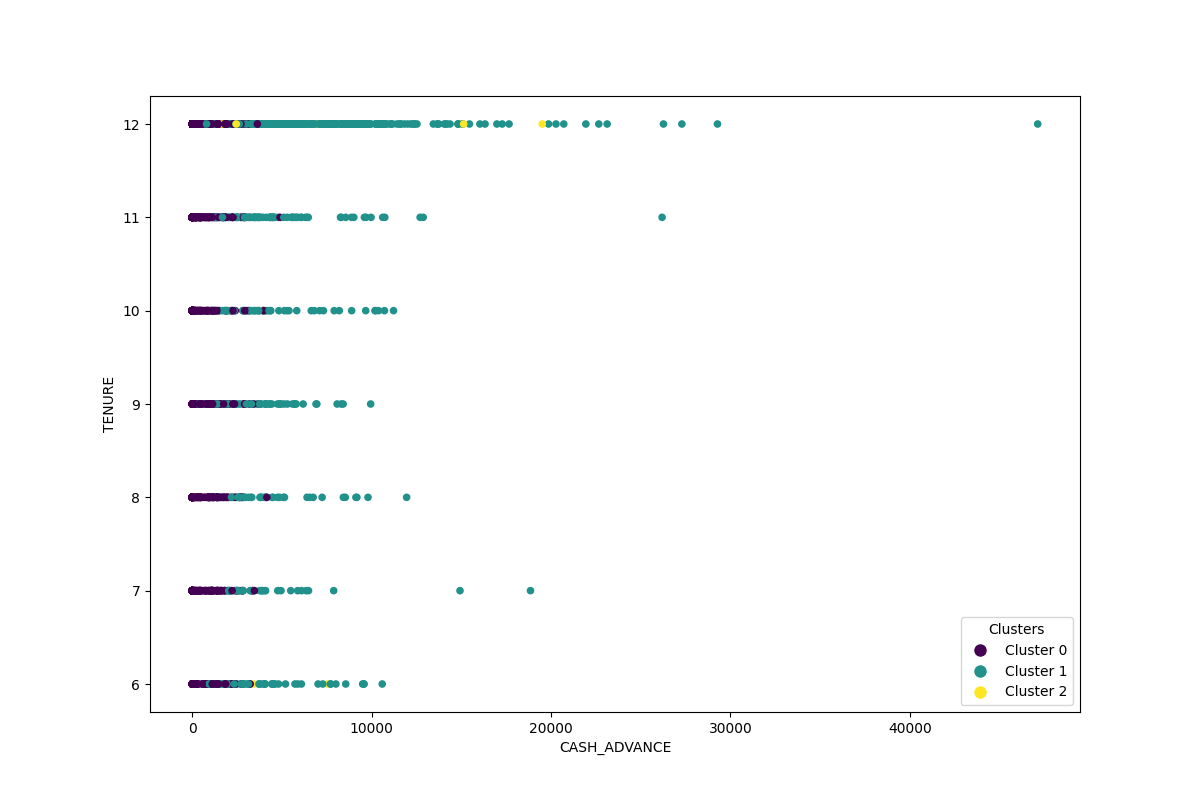 12
11
10
9
8
7
6
TENURE
0 10000 20000 30000 40000
CASH_ADVANCE
Clusters
Cluster 0
Cluster 1
Cluster 2